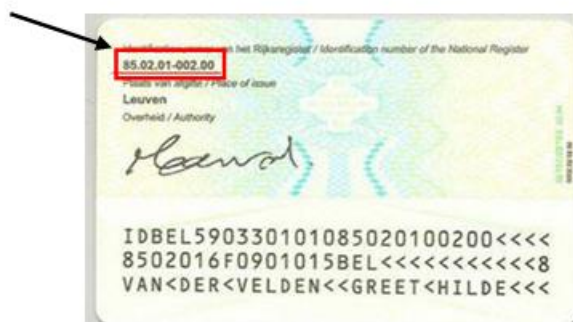 Identification number of the National Register
85.02.01-002.00
Plaats van afgifte / Place of issue
Leuven
Overheid / Authority
IDBEL590330101085020100200<<<<
8502016F0901015BEL<<<<<<<<<<<8
VAN<DER<VELDEN<<GREET<HILDE<<<